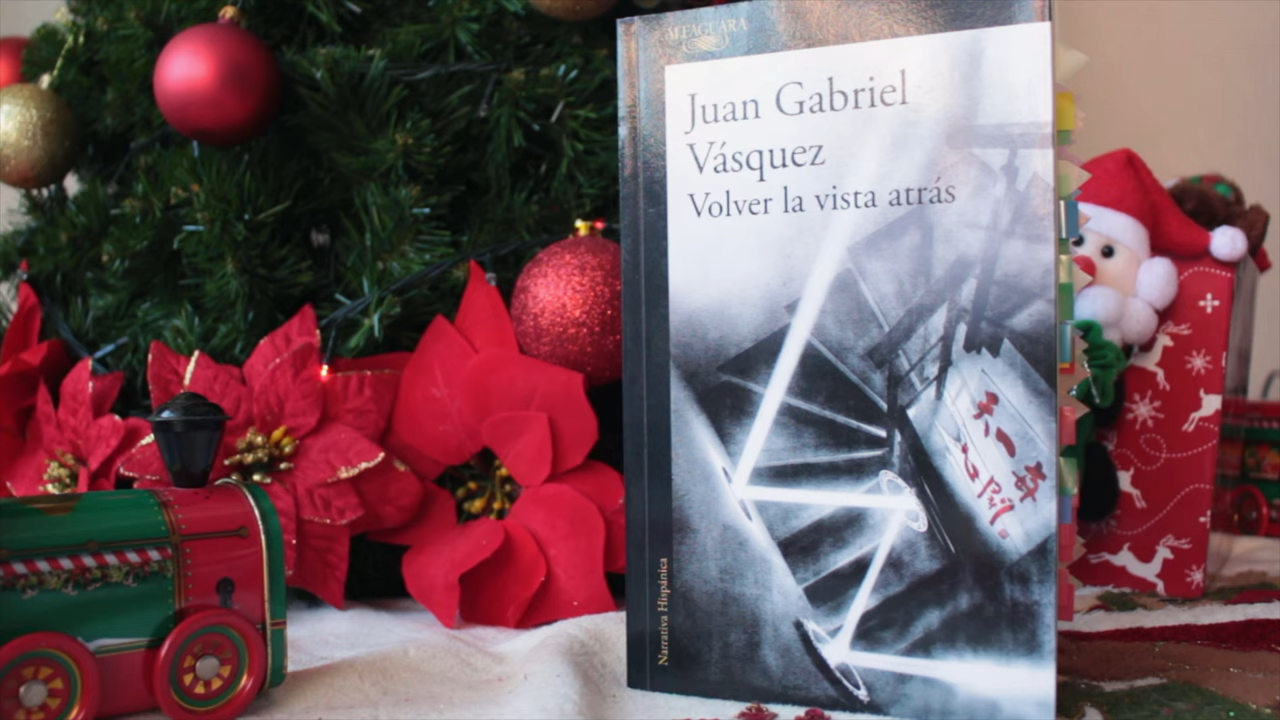 ALFAGUARA
Juan Gabriel
Vásquez
Volver la vista atrás
Narrativa Hispánica